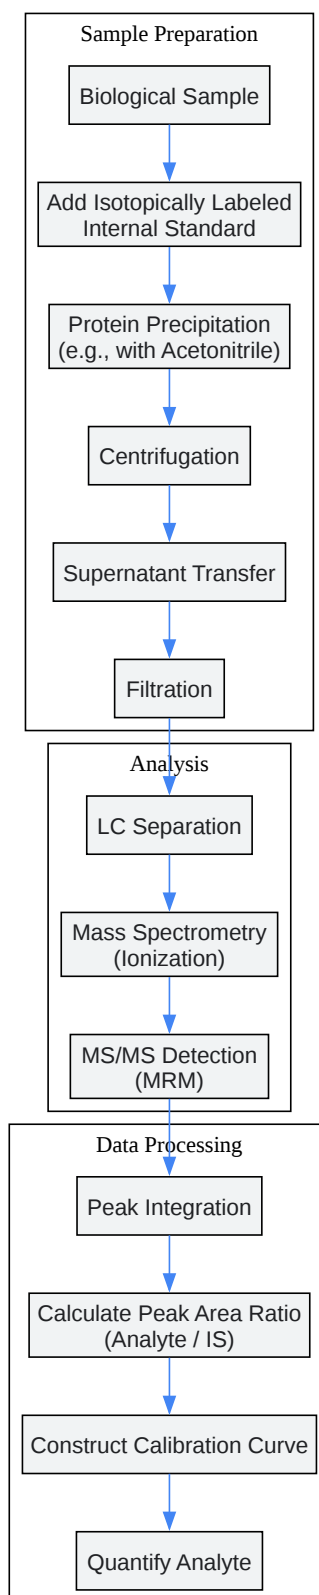 Sample Preparation
Biological Sample
Add Isotopically Labeled
Internal Standard
Protein Precipitation
(e.g., with Acetonitrile)
Centrifugation
Supernatant Transfer
Filtration
Analysis
LC Separation
Mass Spectrometry
(Ionization)
MS/MS Detection
(MRM)
Data Processing
Peak Integration
Calculate Peak Area Ratio
(Analyte / IS)
Construct Calibration Curve
Quantify Analyte